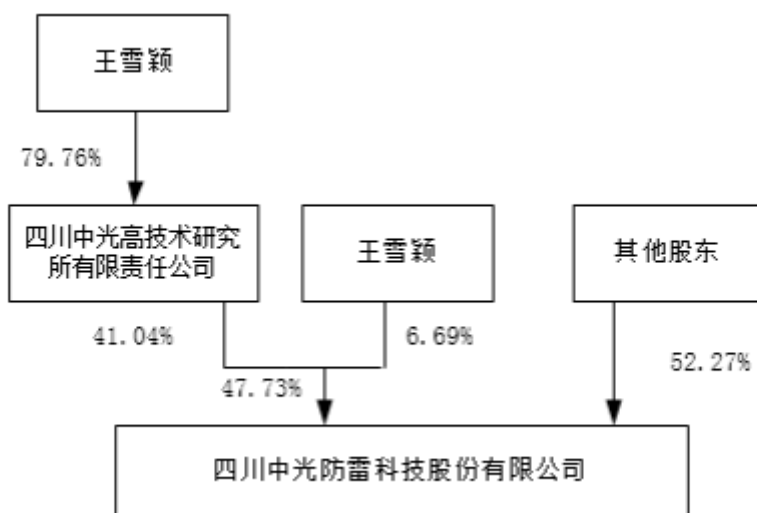 王雪颖
79.76%
四川中光高技术研究
所有限责任公司
王雪颖
其他股东
41.04%
6.69%
52.27%
47.73%
四川中光防雷科技股份有限公司